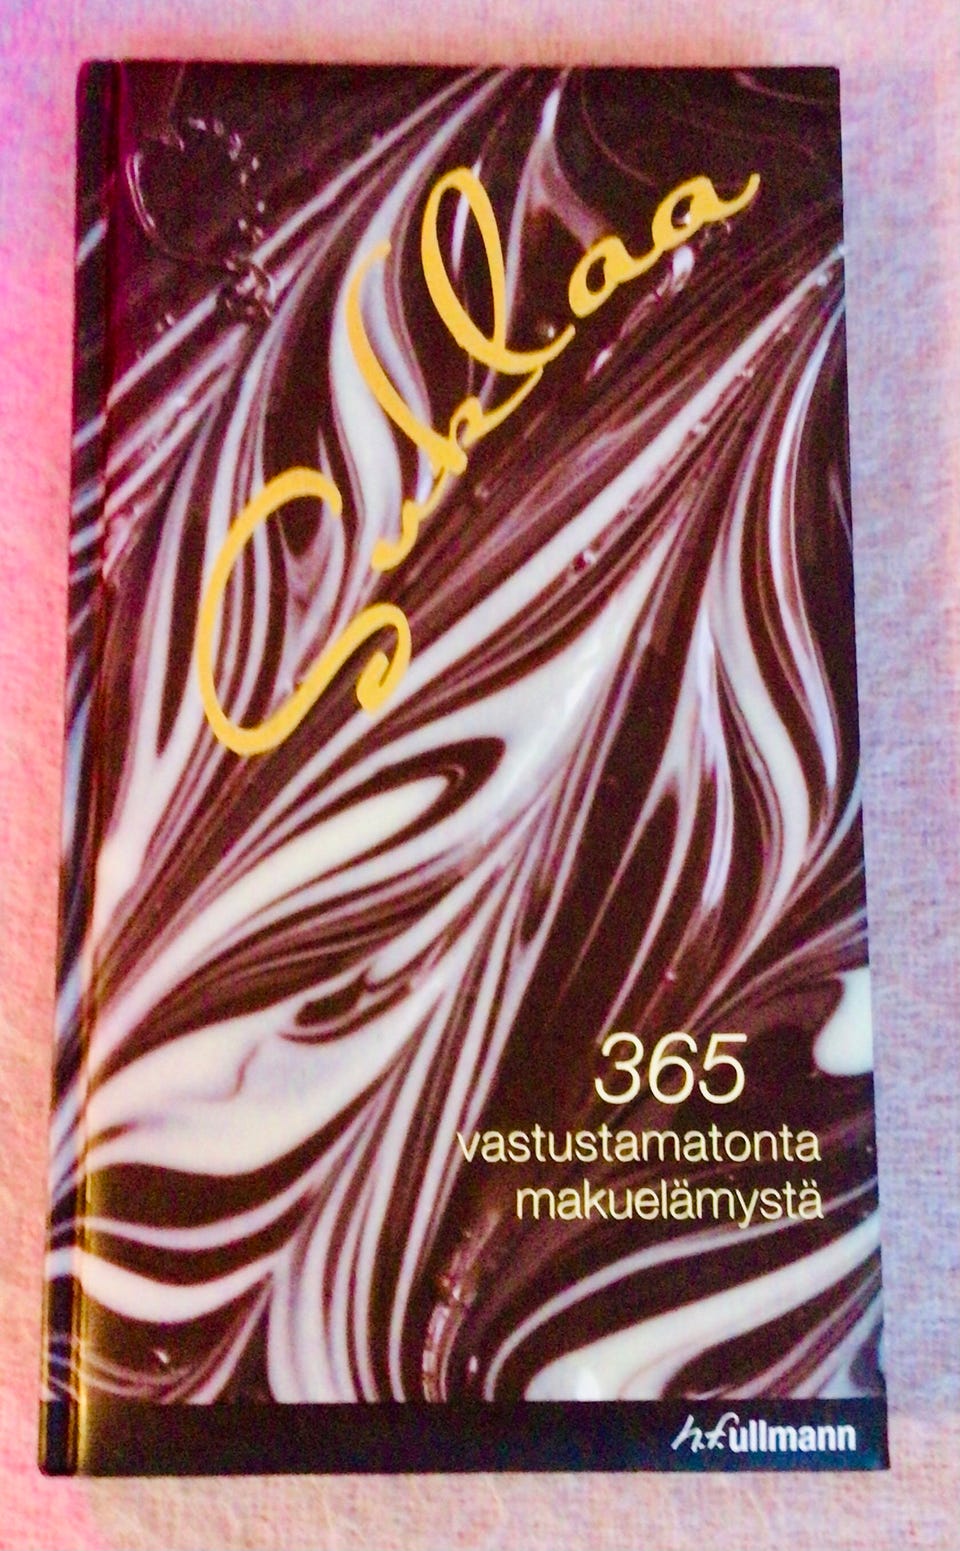 Suklaa
365
vastustamatonta
makuelämystä
h.f.ullmann